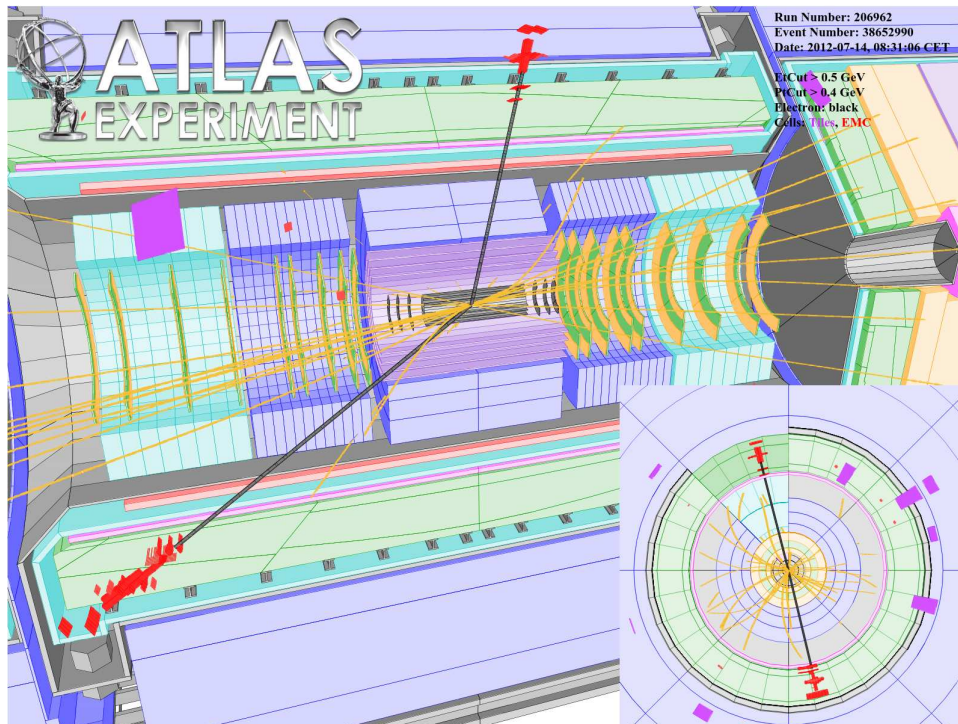 ATLAS
EXPERIMENT
Run Number: 206962
Event Number: 38652990
Date: 2012-07-14, 08:31:06 CET
EtCut > 0.5 GeV
PtCut > 0.4 GeV
Electron: black
Cells: Tiles, EMC